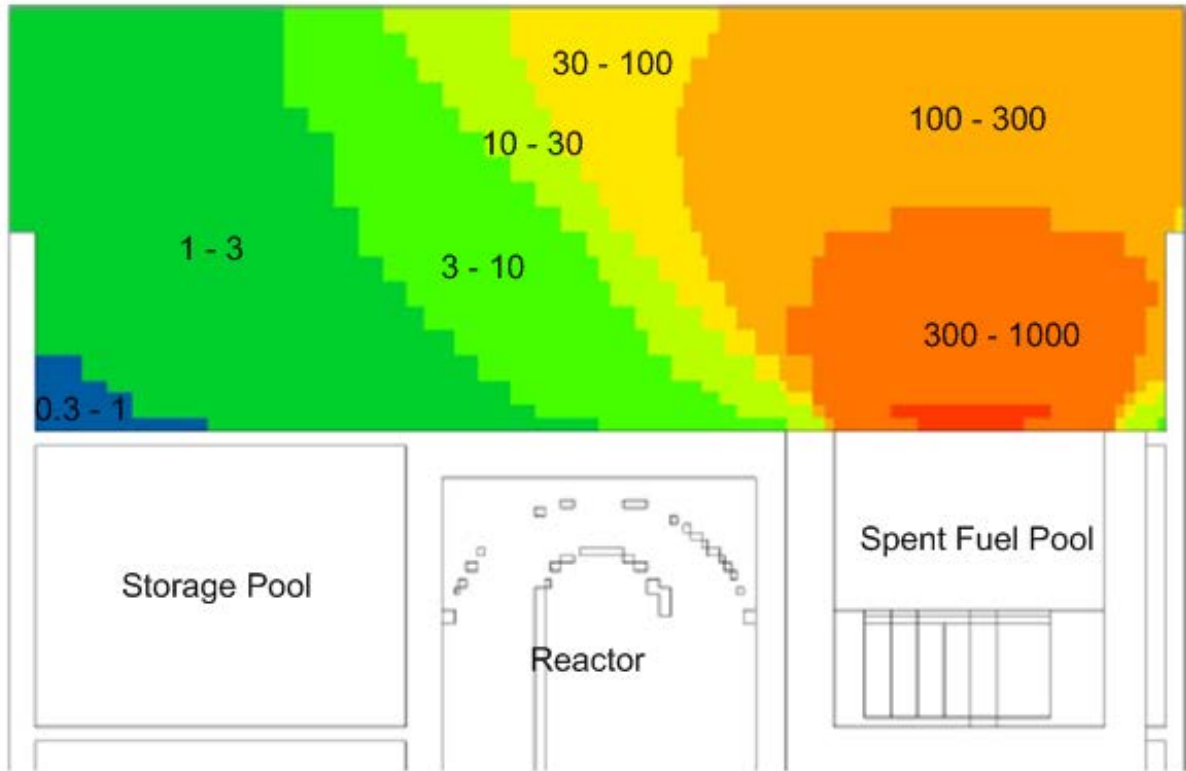 30 - 100
100 - 300
10 - 30
1 - 3
3 - 10
300 - 1000
0.3 - 1
Spent Fuel Pool
Storage Pool
Reactor